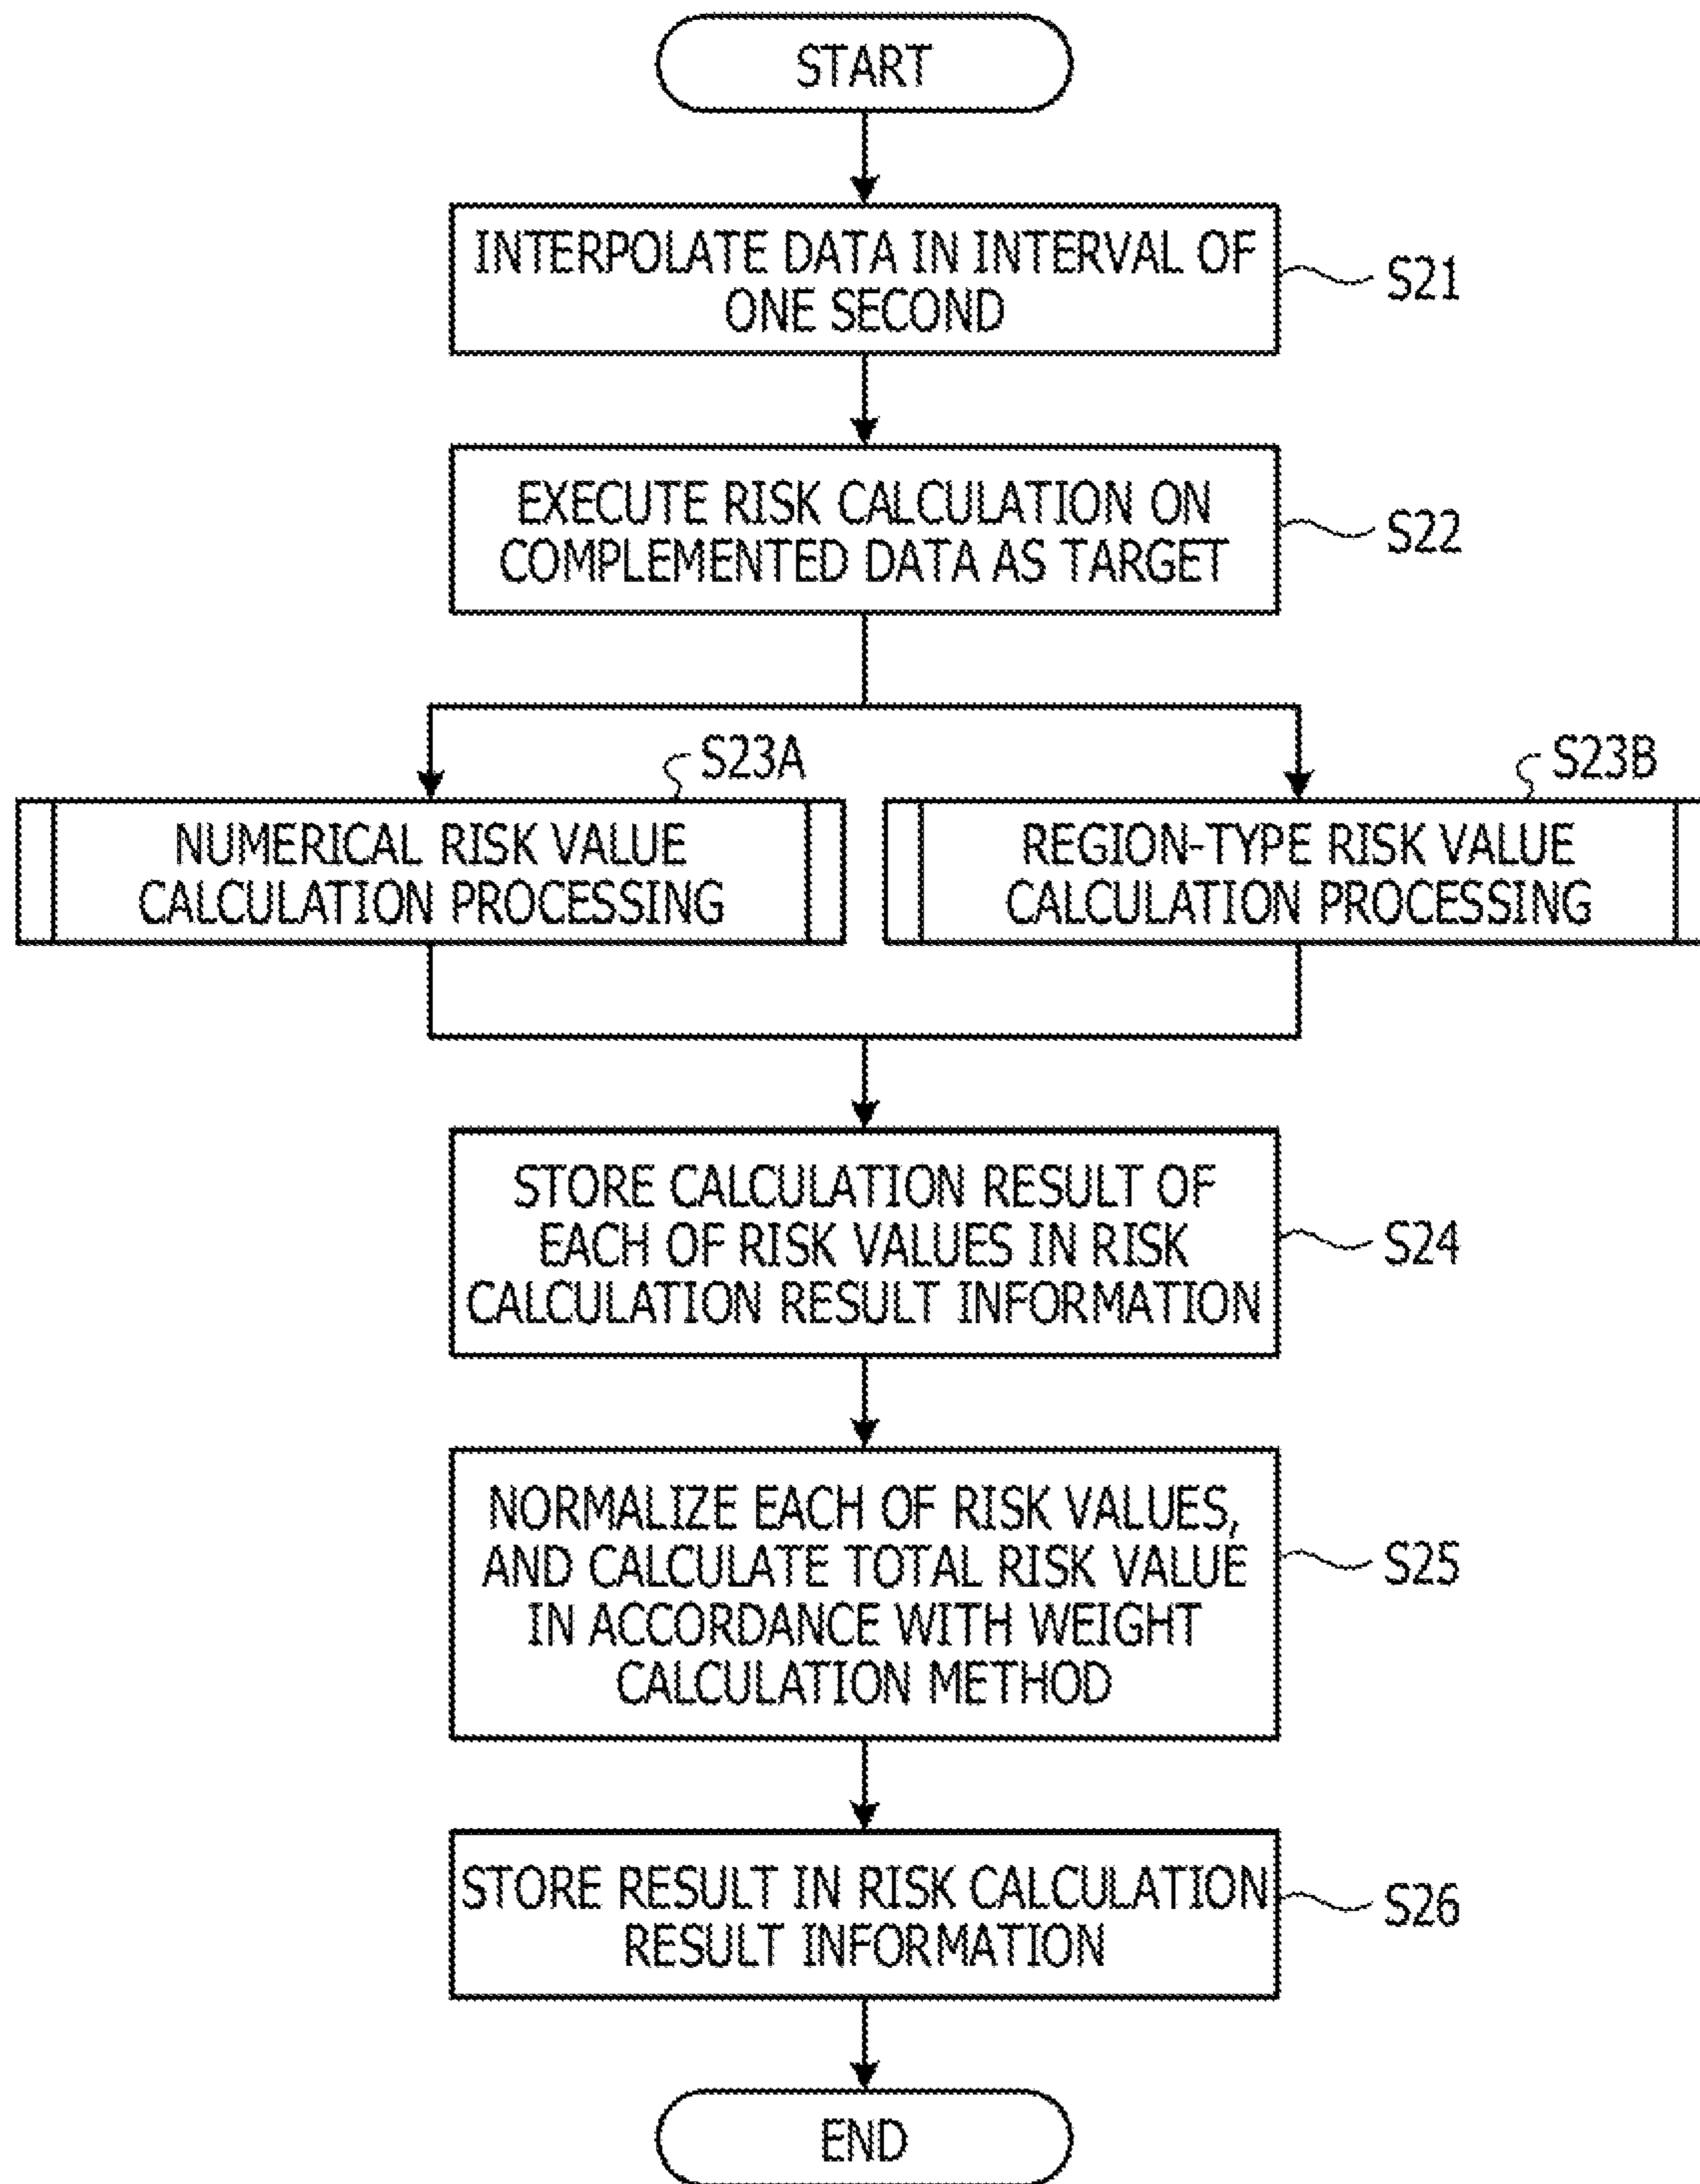 START
INTERPOLATE DATA IN INTERVAL OF
ONE SECOND
S21
EXECUTE RISK CALCULATION ON
COMPLEMENTED DATA AS TARGET
S22
S23A
NUMERICAL RISK VALUE
CALCULATION PROCESSING
S23B
REGION-TYPE RISK VALUE
CALCULATION PROCESSING
STORE CALCULATION RESULT OF
EACH OF RISK VALUES IN RISK
CALCULATION RESULT INFORMATION
S24
NORMALIZE EACH OF RISK VALUES,
AND CALCULATE TOTAL RISK VALUE
IN ACCORDANCE WITH WEIGHT
CALCULATION METHOD
S25
STORE RESULT IN RISK CALCULATION
RESULT INFORMATION
S26
END